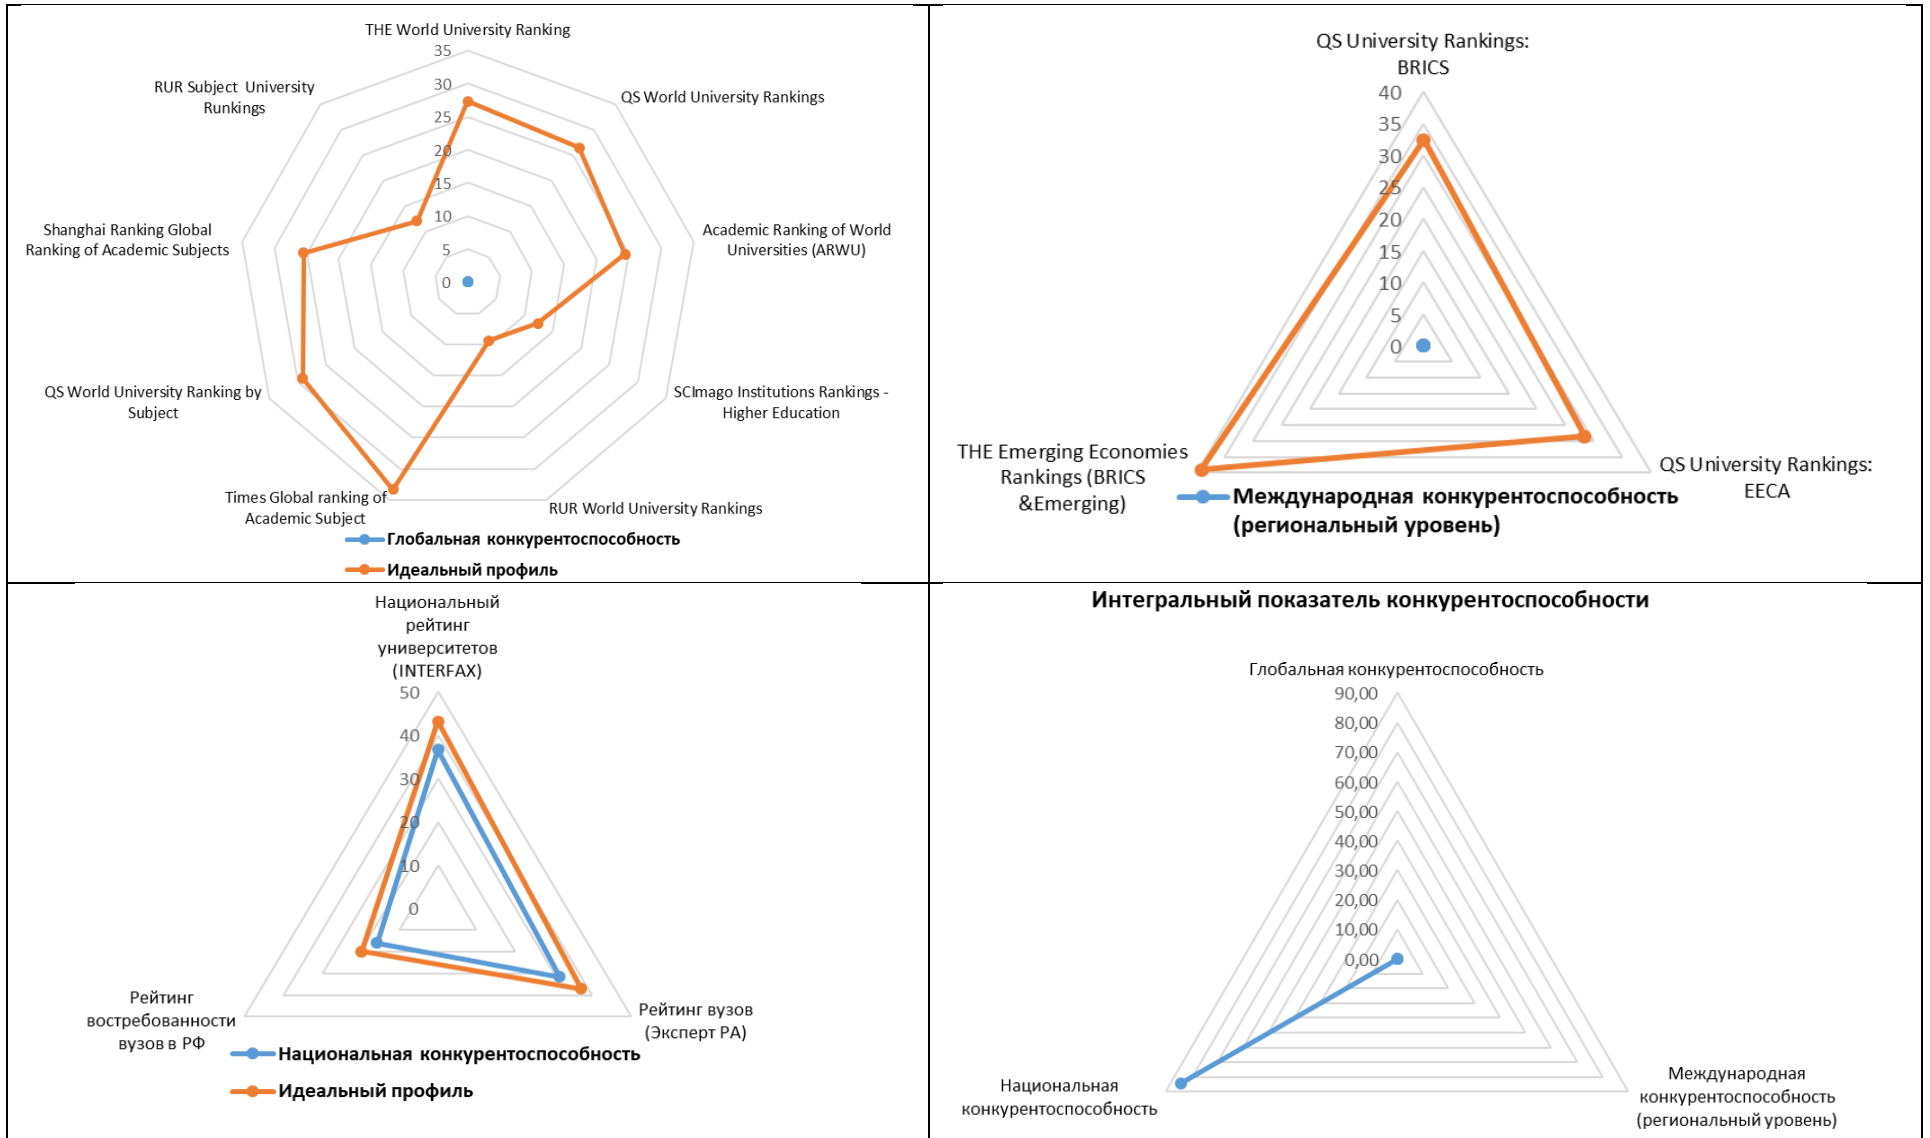 THE World University Ranking
35
30
25
20
15
10
5
0
QS World University Rankings
Academic Ranking of World
Universities (ARWU)
SCImago Institutions Rankings -
Higher Education
RUR World University Rankings
Times Global ranking of
Academic Subject
QS World University Ranking by
Subject
Shanghai Ranking Global
Ranking of Academic Subjects
RUR Subject University
Runkings
Глобальная конкурентоспособность
Идеальный профиль
QS University Rankings:
BRICS
40
35
30
25
20
15
10
5
0
QS University Rankings:
EECA
THE Emerging Economies
Rankings (BRICS
&Emerging)
Международная конкурентоспособность
(региональный уровень)
Национальный
рейтинг
университетов
(INTERFAX)
50
40
30
20
10
0
Рейтинг вузов
(Эксперт РА)
Рейтинг
востребованности
вузов в РФ
Национальная конкурентоспособность
Идеальный профиль
Интегральный показатель конкурентоспособности
Глобальная конкурентоспособность
90,00
80,00
70,00
60,00
50,00
40,00
30,00
20,00
10,00
0,00
Международная
конкурентоспособность
(региональный уровень)
Национальная
конкурентоспособность